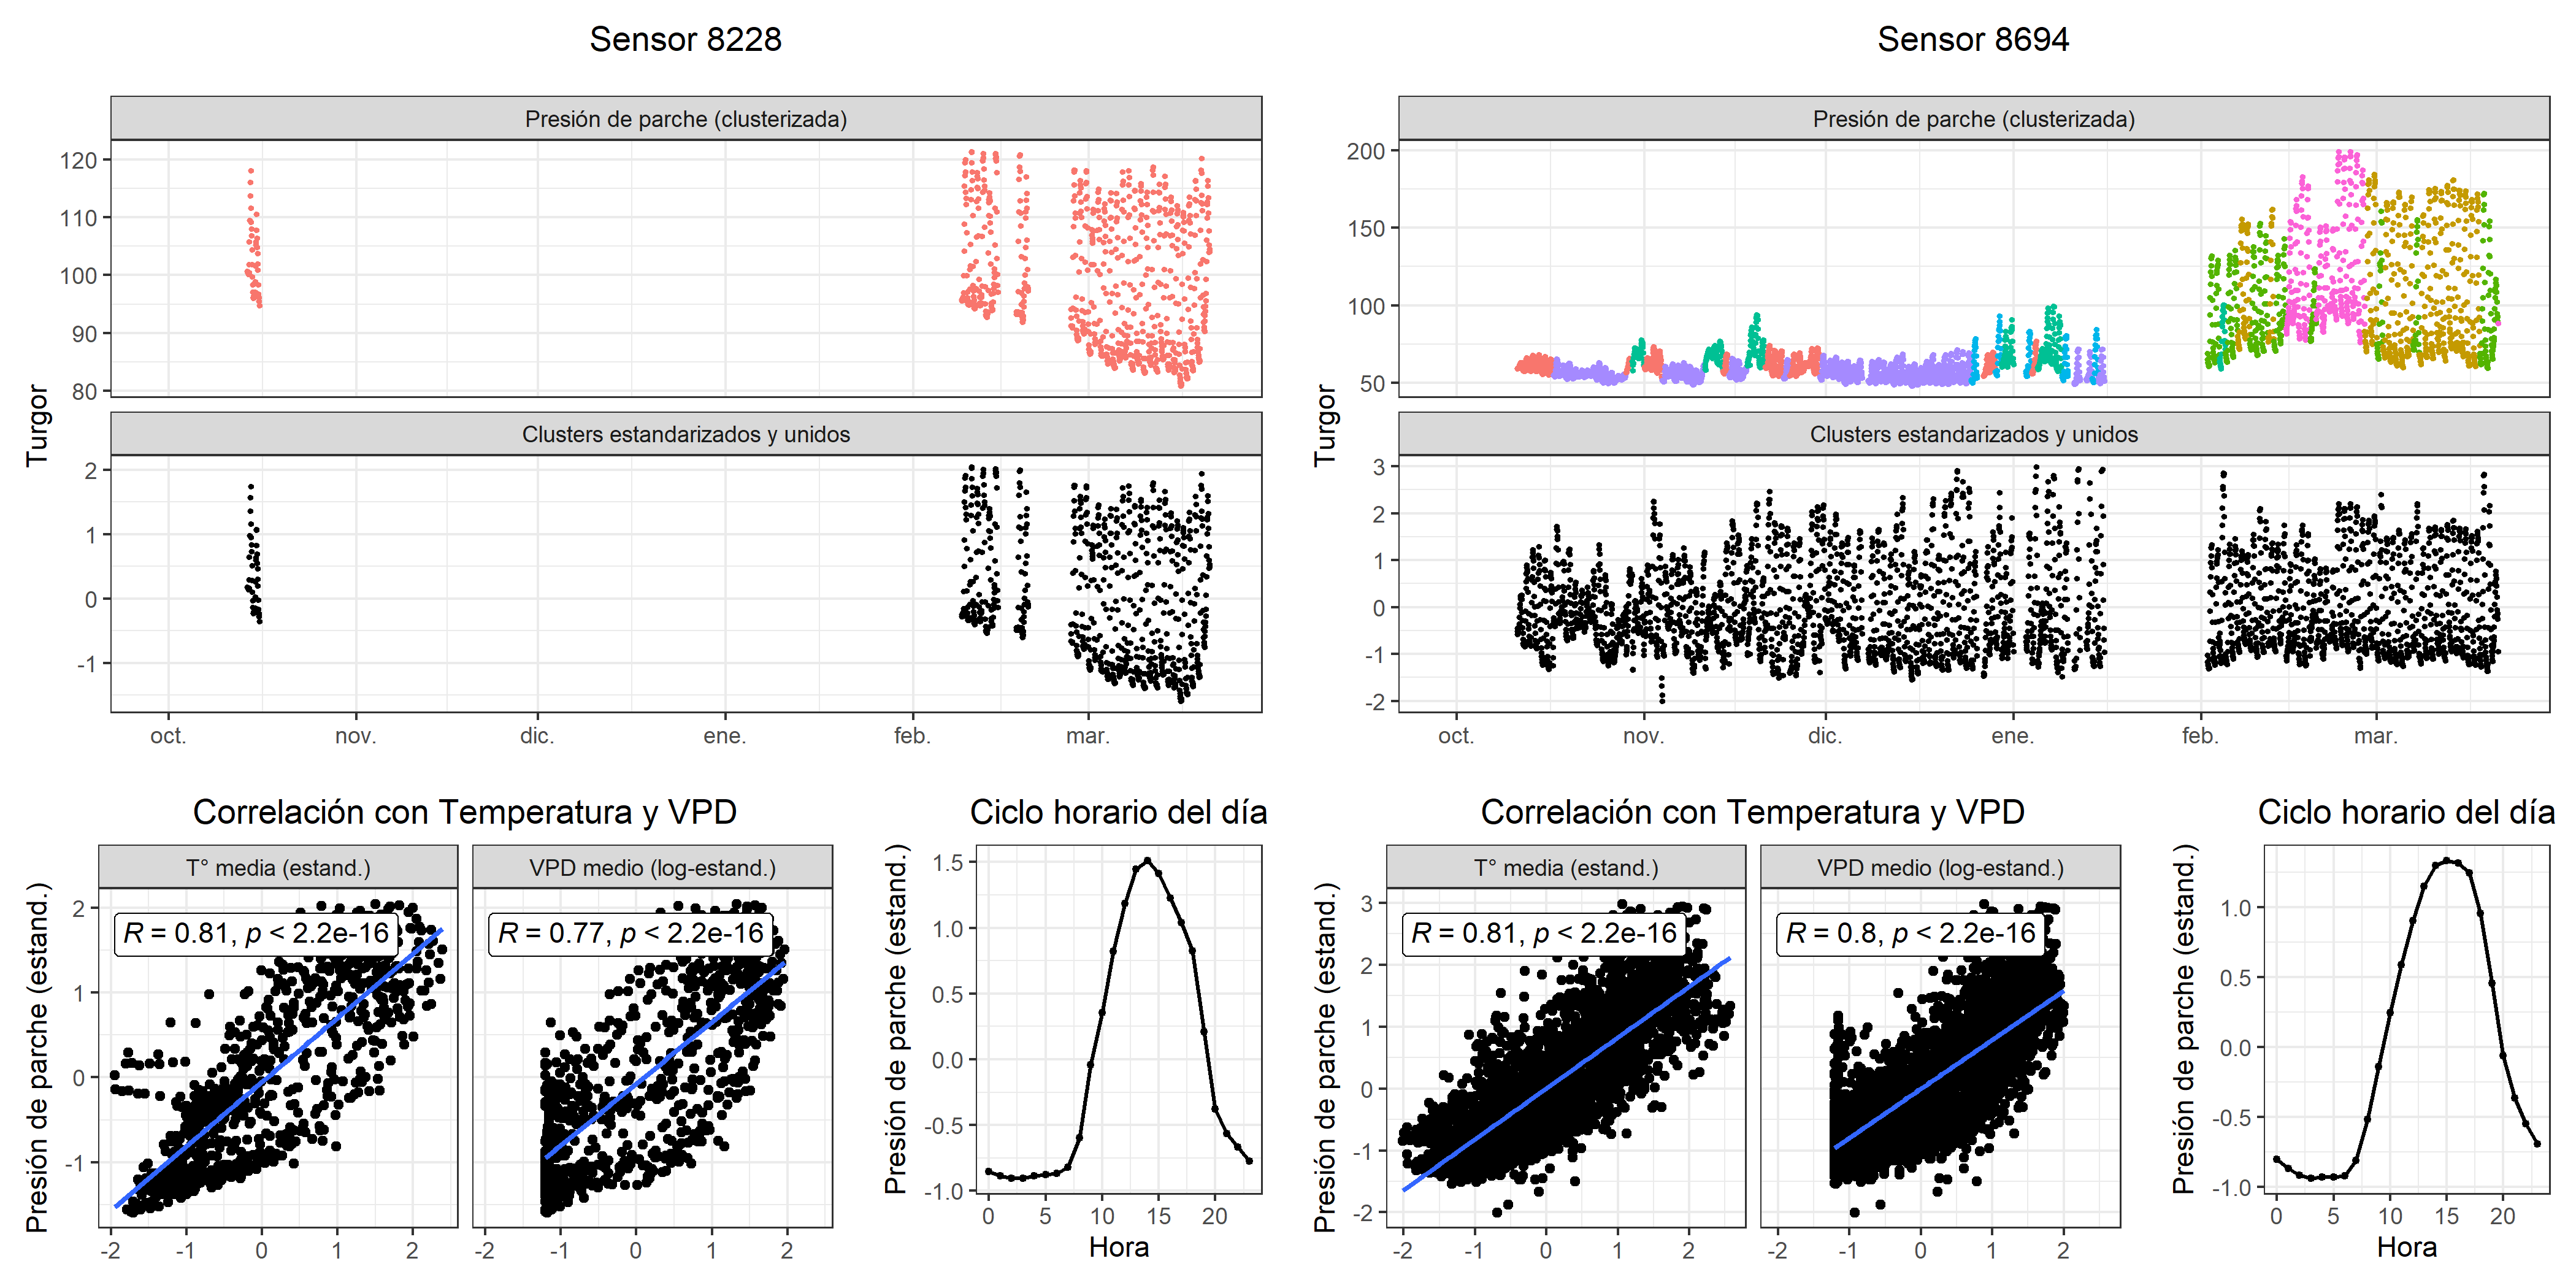 Sensor 8228
Presión de parche (clusterizada)
120
110
100
90
80
Turgor
Clusters estandarizados y unidos
2
1
0
-1
oct. nov. dic. ene. feb. mar.
Correlación con Temperatura y VPD
T° media (estand.) VPD medio (log-estand.)
Presión de parche (estand.)
2
1
0
-1
R = 0.81, p < 2.2e-16
R = 0.77, p < 2.2e-16
-2 -1 0 1 2 -2 -1 0 1 2
Ciclo horario del día
Presión de parche (estand.)
1.5
1.0
0.5
0.0
-0.5
-1.0
0 5 10 15 20
Hora
Sensor 8694
Presión de parche (clusterizada)
200
150
100
50
Turgor
Clusters estandarizados y unidos
3
2
1
0
-1
-2
oct. nov. dic. ene. feb. mar.
Correlación con Temperatura y VPD
T° media (estand.) VPD medio (log-estand.)
Presión de parche (estand.)
3
2
1
0
-1
-2
R = 0.81, p < 2.2e-16
R = 0.8, p < 2.2e-16
-2 -1 0 1 2 -2 -1 0 1 2
Ciclo horario del día
Presión de parche (estand.)
1.0
0.5
0.0
-0.5
-1.0
0 5 10 15 20
Hora